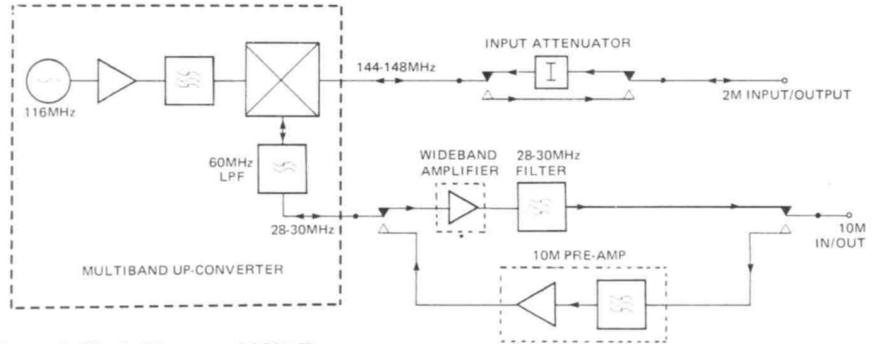 INPUT ATTENUATOR
144-148MHz
I
2M INPUT/OUTPUT
116MHz
60MHz
LPF
WIDEBAND
AMPLIFIER
28-30MHz
FILTER
28-30MHz
10M
IN/OUT
10M PRE-AMP
MULTIBAND UP-CONVERTER